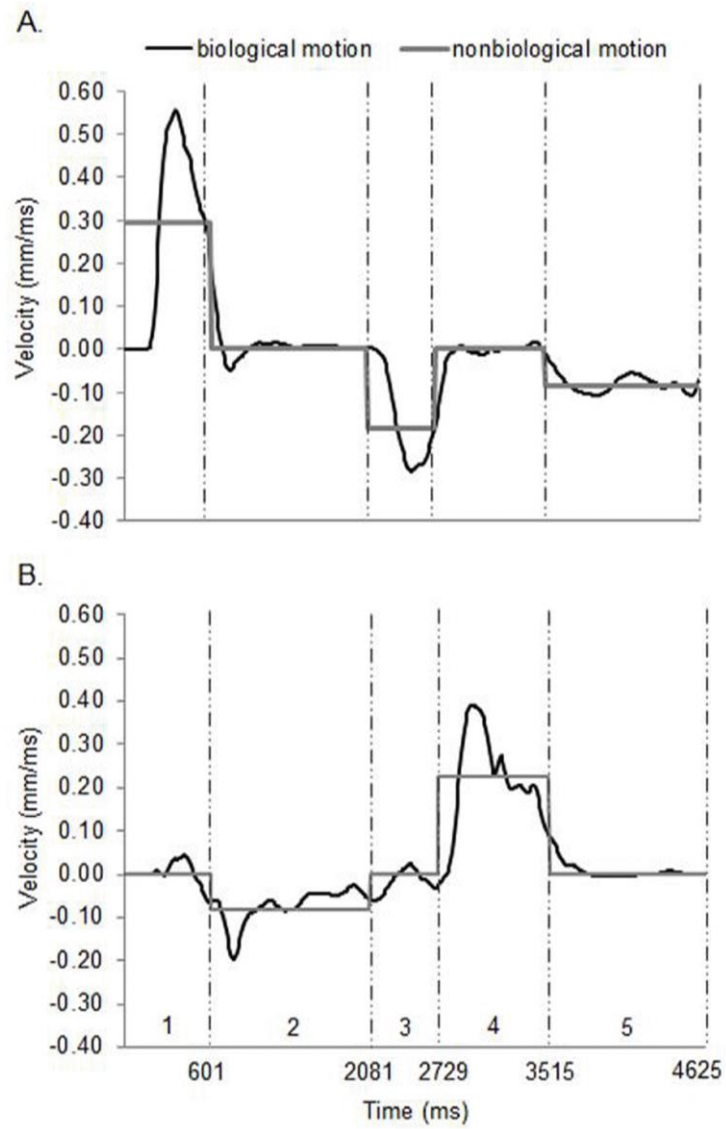 A.
biological motion nonbiological motion
0.60
0.50
0.40
0.30
0.20
0.10
0.00
-0.10
-0.20
-0.30
-0.40
Velocity (mm/ms)
B.
0.60
0.50
0.40
0.30
0.20
0.10
0.00
-0.10
-0.20
-0.30
-0.40
Velocity (mm/ms)
1 2 3 4 5
601 2081 2729 3515 4625
Time (ms)